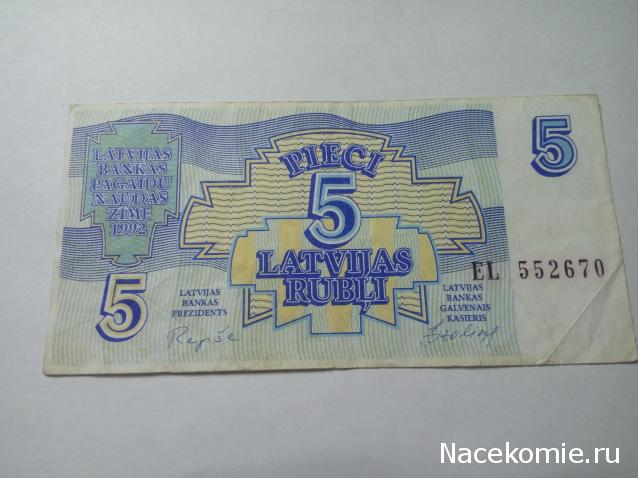 LATVIJAS
BANKAS
PAGAIDU
NAUDAS
ZIME
1992
PIECI
5
LATVIJAS
RUBĻI
5
5
EL 552670
LATVIJAS
BANKAS
PREZIDENTS
LATVIJAS
BANKAS
GALVENAIS
KASIERIS
Nacekomie.ru